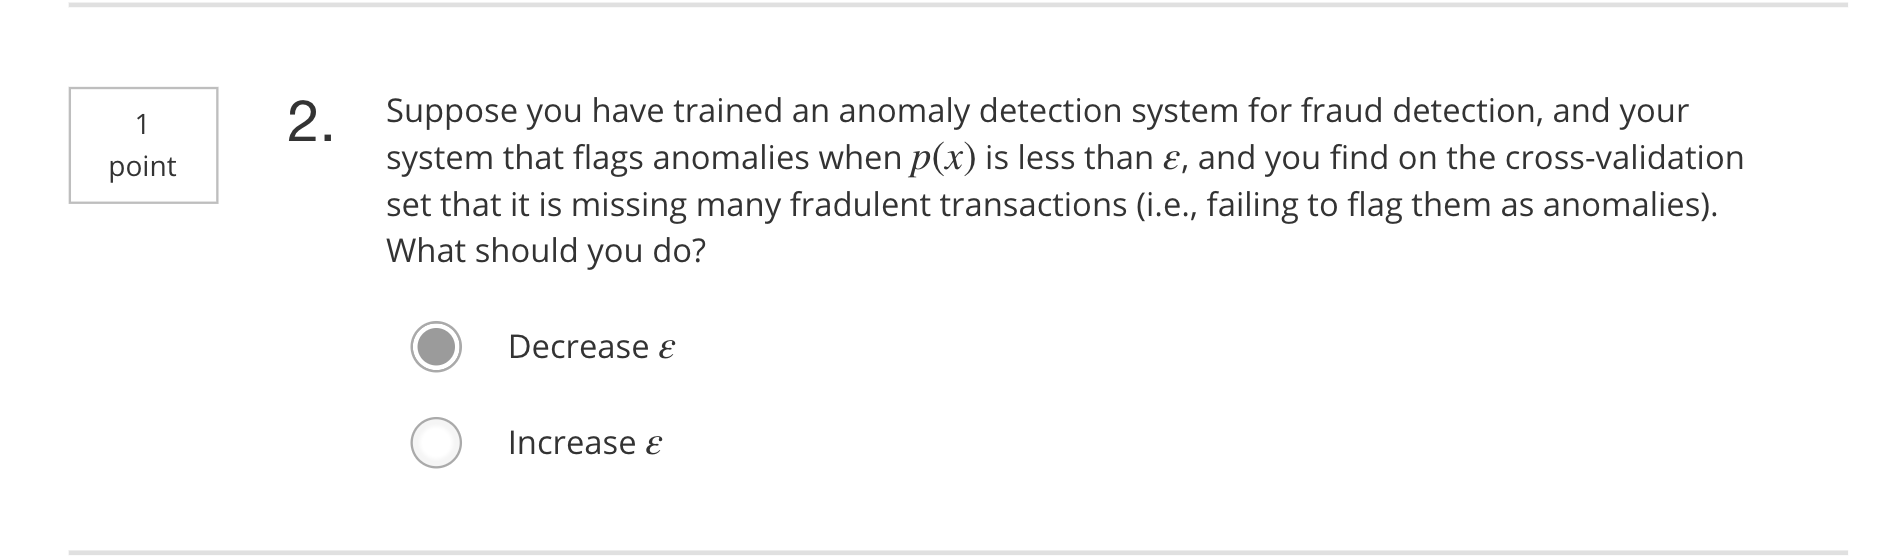 1
point
2.
Suppose you have trained an anomaly detection system for fraud detection, and your
system that flags anomalies when p(x) is less than ε, and you find on the cross-validation
set that it is missing many fradulent transactions (i.e., failing to flag them as anomalies).
What should you do?
Decrease ε
Increase ε